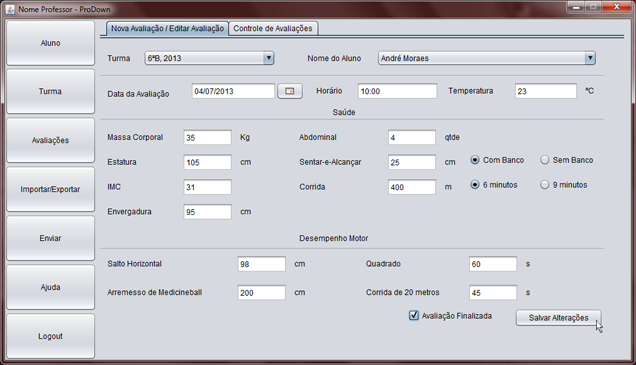 Nome Professor - ProDown
Aluno
Turma
Avaliações
Importar/Exportar
Enviar
Ajuda
Logout
Nova Avaliação / Editar Avaliação Controle de Avaliações
Turma 6ªB, 2013 Nome do Aluno André Moraes
Data da Avaliação 04/07/2013 Horário 10:00 Temperatura 23 ºC
Saúde
Massa Corporal 35 Kg Abdominal 4 qtde
Estatura 105 cm Sentar-e-Alcançar 25 cm Com Banco Sem Banco
IMC 31 Corrida 400 m 6 minutos 9 minutos
Envergadura 95 cm
Desempenho Motor
Salto Horizontal 98 cm Quadrado 60 s
Arremesso de Medicineball 200 cm Corrida de 20 metros 45 s
Avaliação Finalizada Salvar Alterações